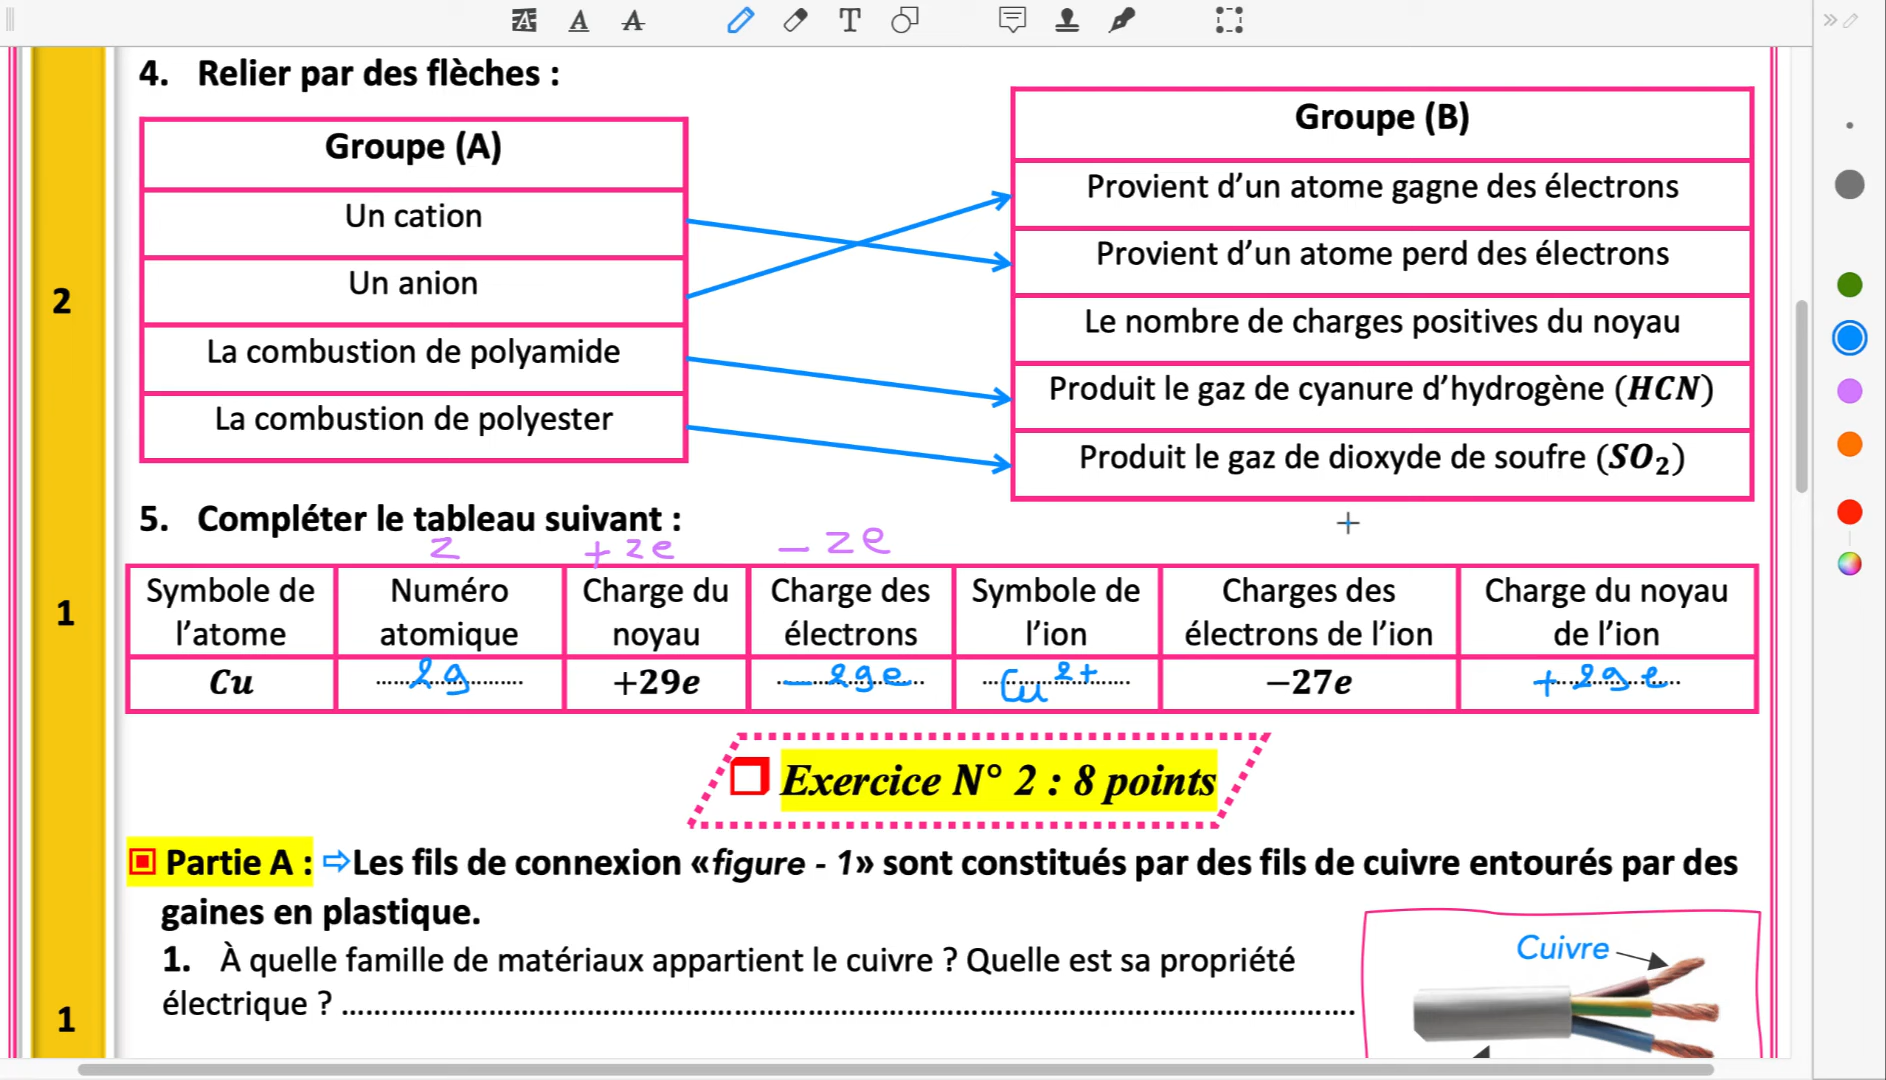 4. Relier par des flèches :
Groupe (A)
Un cation
Un anion
La combustion de polyamide
La combustion de polyester
Groupe (B)
Provient d’un atome gagne des électrons
Provient d’un atome perd des électrons
Le nombre de charges positives du noyau
Produit le gaz de cyanure d’hydrogène (HCN)
Produit le gaz de dioxyde de soufre (SO₂)
2
5. Compléter le tableau suivant :
z + ze − ze
Symbole de l’atome
Numéro atomique
Charge du noyau
Charge des électrons
Symbole de l’ion
Charges des électrons de l’ion
Charge du noyau de l’ion
1
Cu 29 +29e − 29e Cu²⁺ −27e + 29e
Exercice N° 2 : 8 points
Partie A : ⇨Les fils de connexion «figure - 1» sont constitués par des fils de cuivre entourés par des
gaines en plastique.
1. À quelle famille de matériaux appartient le cuivre ? Quelle est sa propriété
électrique ? ................................................................
1
Cuivre